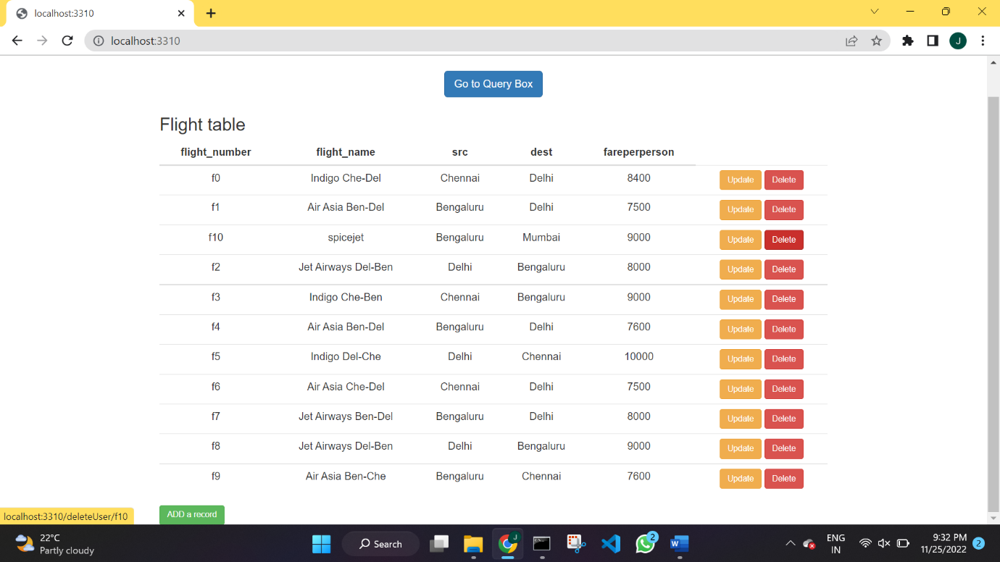 localhost:3310
localhost:3310
J
Go to Query Box
Flight table
flight_number flight_name src dest fareperperson
f0 Indigo Che-Del Chennai Delhi 8400 Update Delete
f1 Air Asia Ben-Del Bengaluru Delhi 7500 Update Delete
f10 spicejet Bengaluru Mumbai 9000 Update Delete
f2 Jet Airways Del-Ben Delhi Bengaluru 8000 Update Delete
f3 Indigo Che-Ben Chennai Bengaluru 9000 Update Delete
f4 Air Asia Ben-Del Bengaluru Delhi 7600 Update Delete
f5 Indigo Del-Che Delhi Chennai 10000 Update Delete
f6 Air Asia Che-Del Chennai Delhi 7500 Update Delete
f7 Jet Airways Ben-Del Bengaluru Delhi 8000 Update Delete
f8 Jet Airways Del-Ben Delhi Bengaluru 9000 Update Delete
f9 Air Asia Ben-Che Bengaluru Chennai 7600 Update Delete
ADD a record
localhost:3310/deleteUser/f10
22°C
Partly cloudy
Search
J
2
W
ENG
IN
9:32 PM
11/25/2022
2